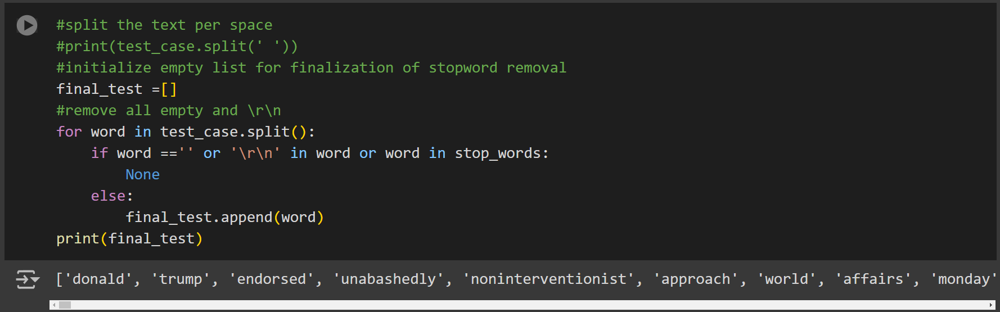 #split the text per space
#print(test_case.split(' '))
#initialize empty list for finalization of stopword removal
final_test =[]
#remove all empty and \r\n
for word in test_case.split():
    if word =='' or '\r\n' in word or word in stop_words:
        None
    else:
        final_test.append(word)
print(final_test)
['donald', 'trump', 'endorsed', 'unabashedly', 'noninterventionist', 'approach', 'world', 'affairs', 'monday'